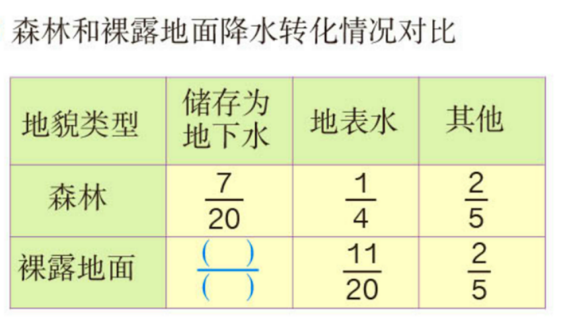 森林和裸露地面降水转化情况对比
地貌类型 储存为地下水 地表水 其他
森林 7/20 1/4 2/5
裸露地面 ( )/( ) 11/20 2/5